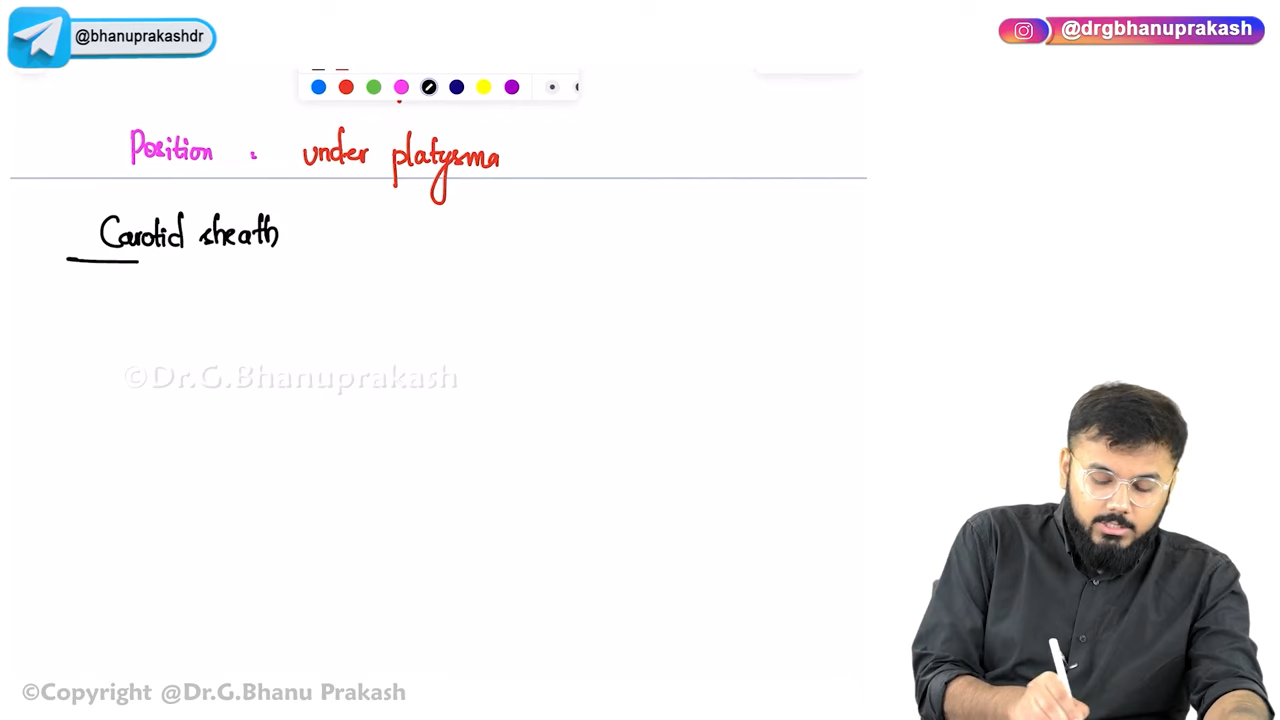 @bhanuprakashdr
@drgbhanuprakash
Position : under platysma
Carotid sheath
©Dr.G.Bhanuprakash
©Copyright @Dr.G.Bhanu Prakash